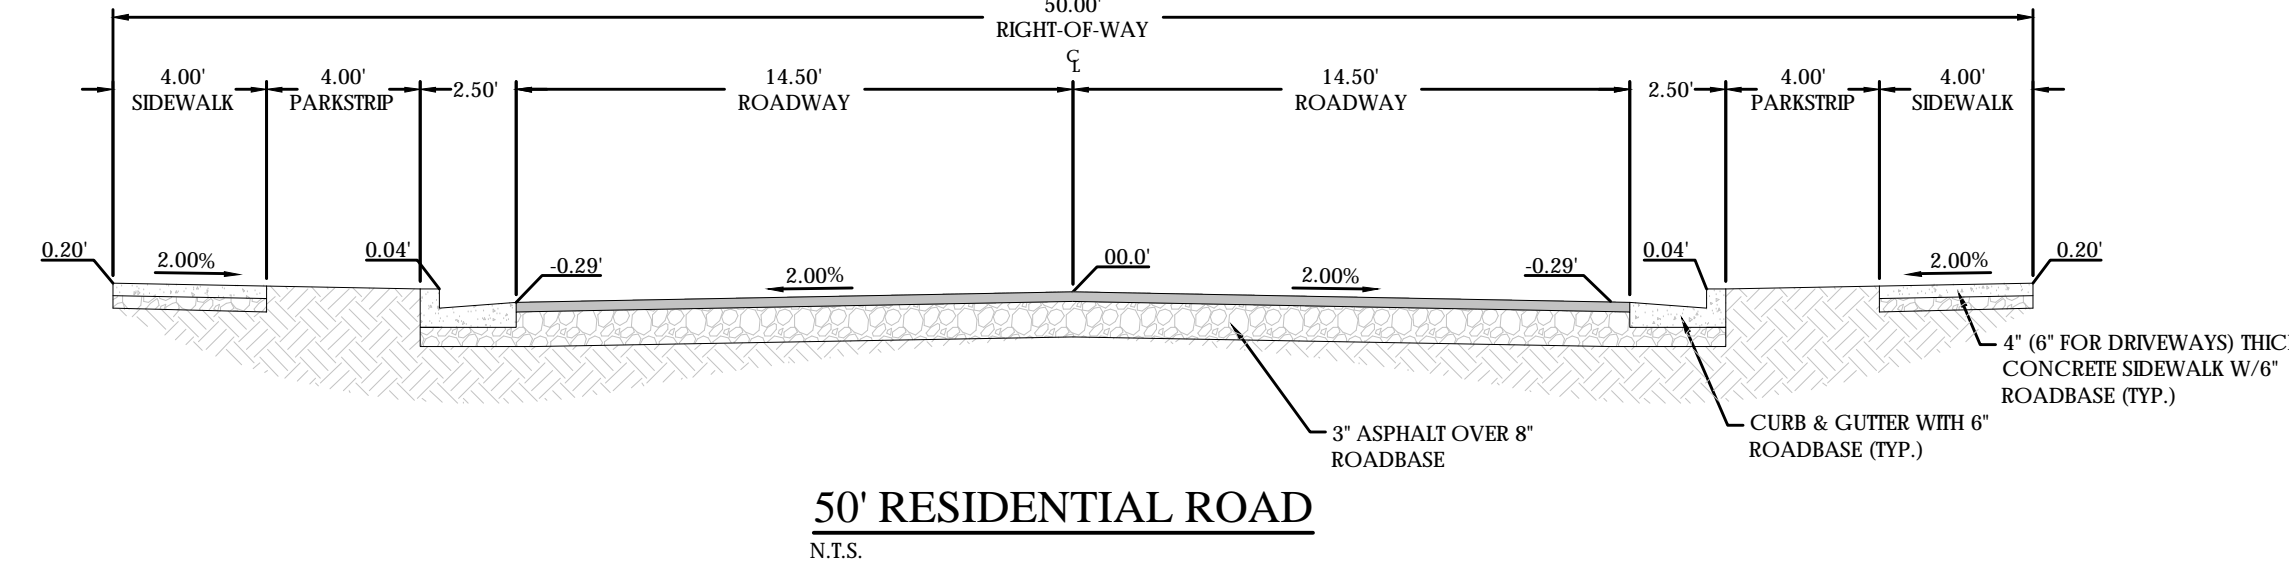 50.00'
RIGHT-OF-WAY
℄
4.00'
SIDEWALK
4.00'
PARKSTRIP
2.50'
14.50'
ROADWAY
14.50'
ROADWAY
2.50'
4.00'
PARKSTRIP
4.00'
SIDEWALK
0.20'
2.00%
0.04'
-0.29'
2.00%
00.0'
2.00%
-0.29'
0.04'
2.00%
0.20'
4" (6" FOR DRIVEWAYS) THIC
CONCRETE SIDEWALK W/6"
ROADBASE (TYP.)
CURB & GUTTER WITH 6"
ROADBASE (TYP.)
3" ASPHALT OVER 8"
ROADBASE
50' RESIDENTIAL ROAD
N.T.S.